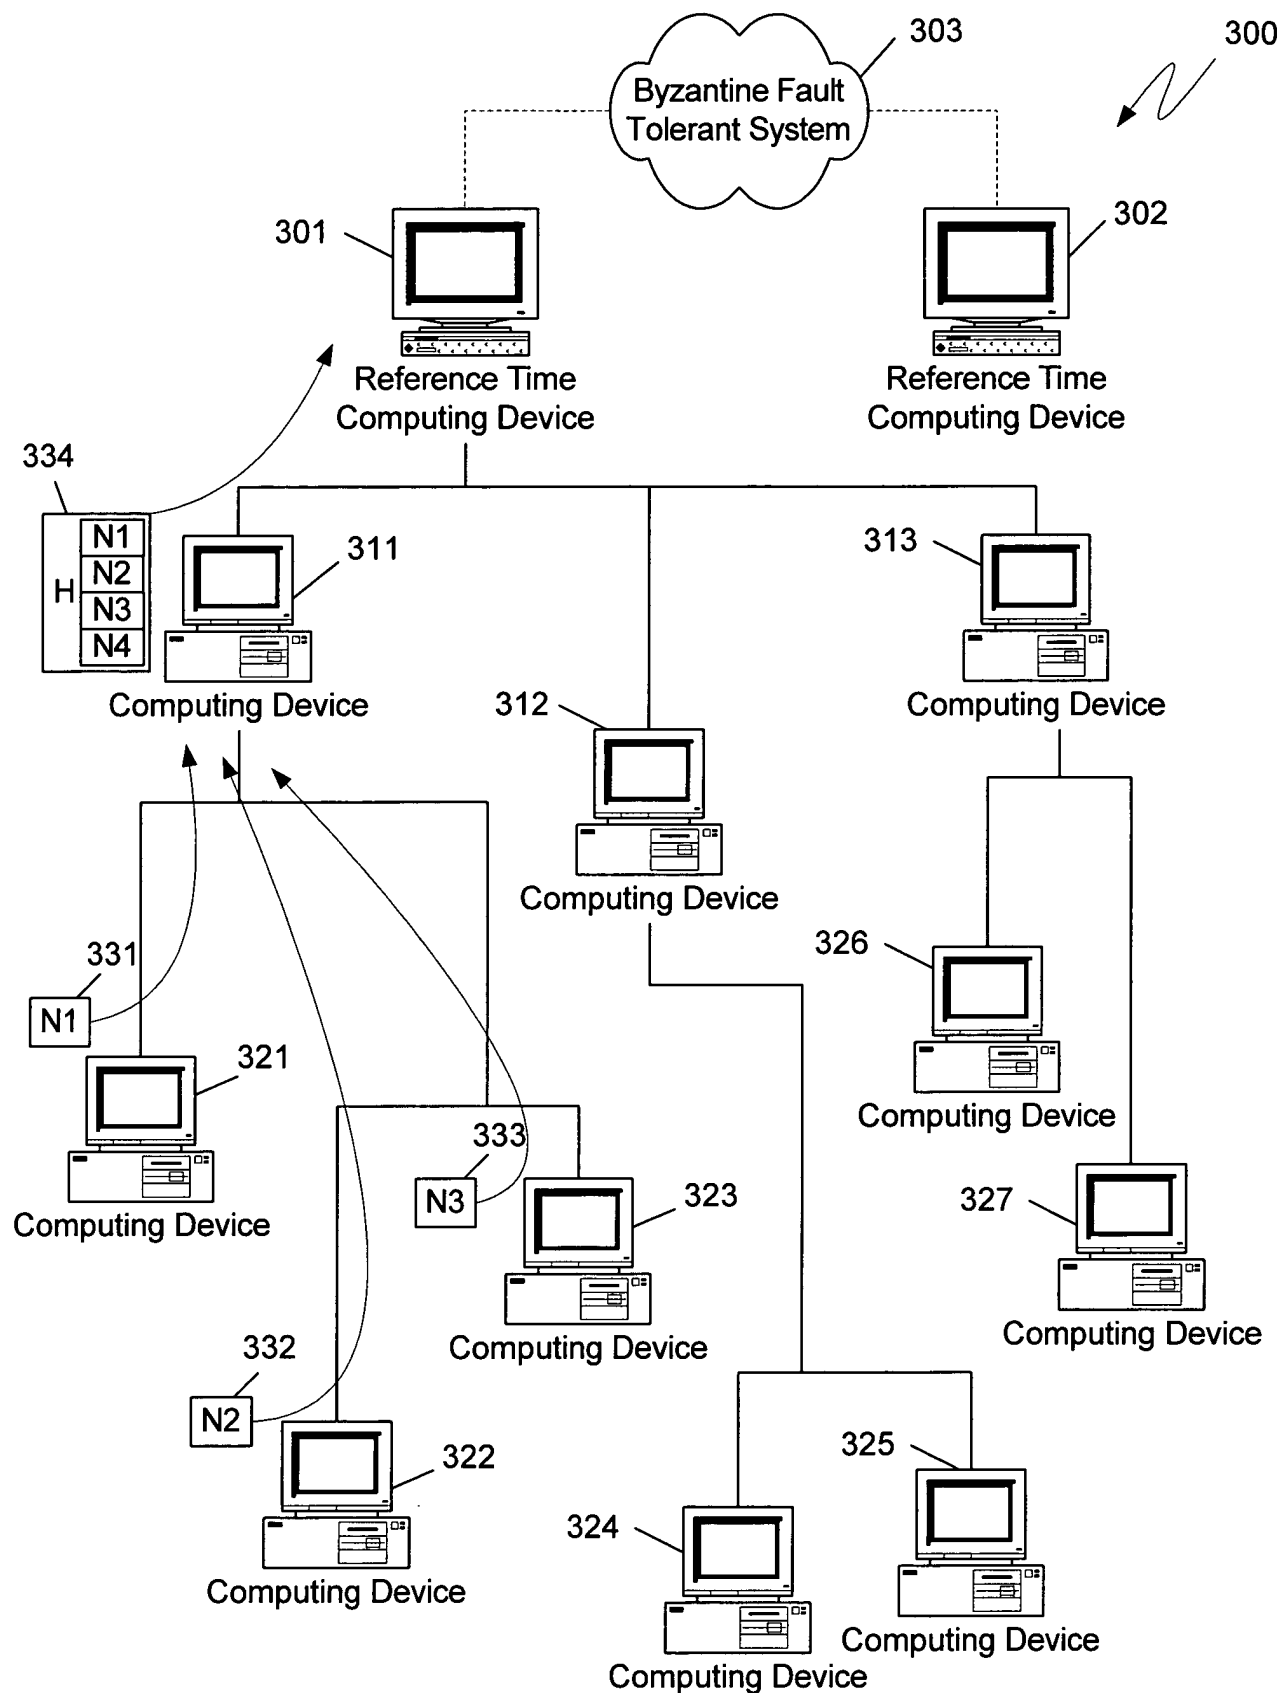 303
300
Byzantine Fault
Tolerant System
301
302
Reference Time
Computing Device
Reference Time
Computing Device
334
H
N1
N2
N3
N4
311
313
Computing Device
312
Computing Device
Computing Device
331
N1
326
321
Computing Device
333
N3
323
327
Computing Device
Computing Device
Computing Device
332
N2
322
325
324
Computing Device
Computing Device
Computing Device